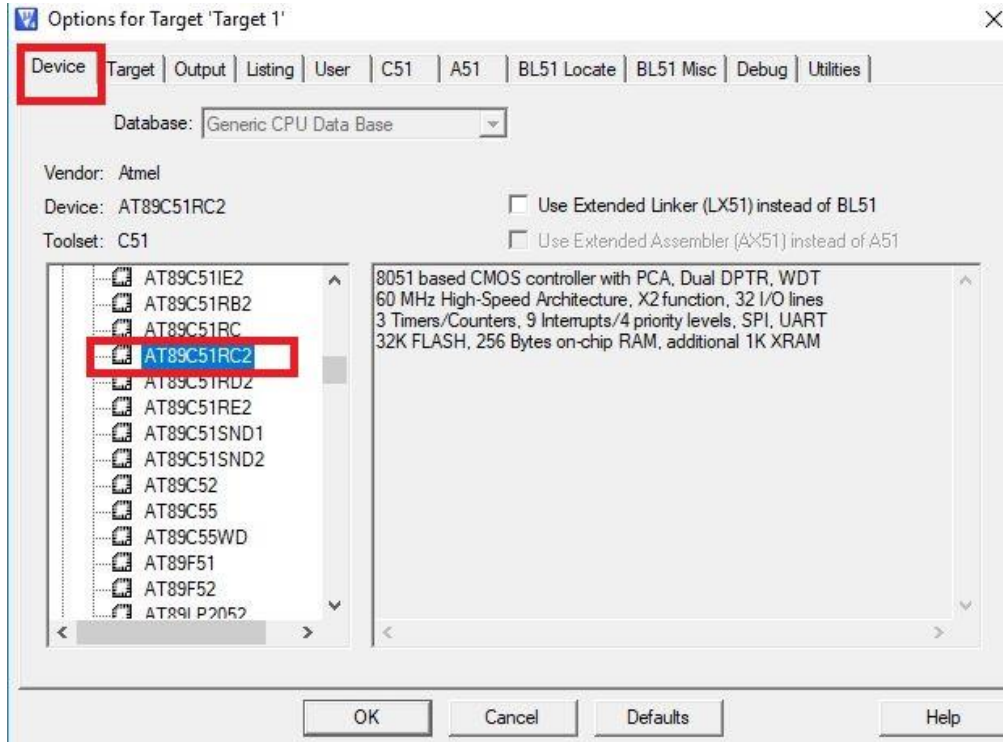 Options for Target 'Target 1'
Device Target Output Listing User C51 A51 BL51 Locate BL51 Misc Debug Utilities
Database: Generic CPU Data Base
Vendor: Atmel
Device: AT89C51RC2
Use Extended Linker (LX51) instead of BL51
Toolset: C51
Use Extended Assembler (AX51) instead of A51
AT89C51IE2
AT89C51RB2
AT89C51RC
AT89C51RC2
AT89C51RD2
AT89C51RE2
AT89C51SND1
AT89C51SND2
AT89C52
AT89C55
AT89C55WD
AT89F51
AT89F52
AT89LP2052
8051 based CMOS controller with PCA, Dual DPTR, WDT
60 MHz High-Speed Architecture, X2 function, 32 I/O lines
3 Timers/Counters, 9 Interrupts/4 priority levels, SPI, UART
32K FLASH, 256 Bytes on-chip RAM, additional 1K XRAM
OK Cancel Defaults Help